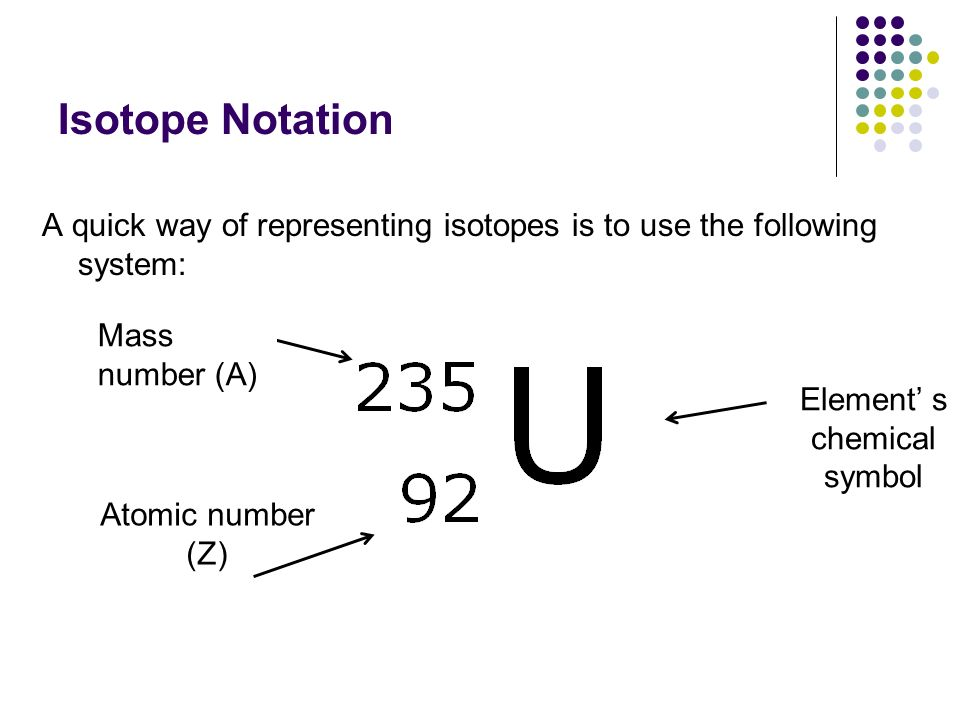 Isotope Notation
A quick way of representing isotopes is to use the following
system:
Mass
number (A)
235
U
Element’ s
chemical
symbol
92
Atomic number
(Z)